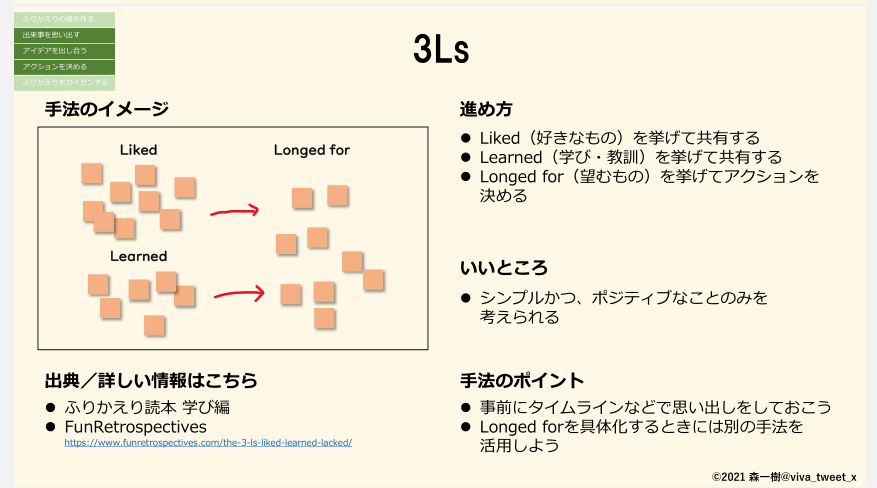 ふりかえりの場を作る
出来事を思い出す
アイデアを出し合う
アクションを決める
ふりかえりをカイゼンする
3Ls
手法のイメージ
Liked
Longed for
Learned
進め方
● Liked（好きなもの）を挙げて共有する
● Learned（学び・教訓）を挙げて共有する
● Longed for（望むもの）を挙げてアクションを
決める
いいところ
● シンプルかつ、ポジティブなことのみを
考えられる
出典／詳しい情報はこちら
● ふりかえり読本 学び編
● FunRetrospectives
https://www.funretrospectives.com/the-3-ls-liked-learned-lacked/
手法のポイント
● 事前にタイムラインなどで思い出しをしておこう
● Longed forを具体化するときには別の手法を
活用しよう
©2021 森一樹@viva_tweet_x